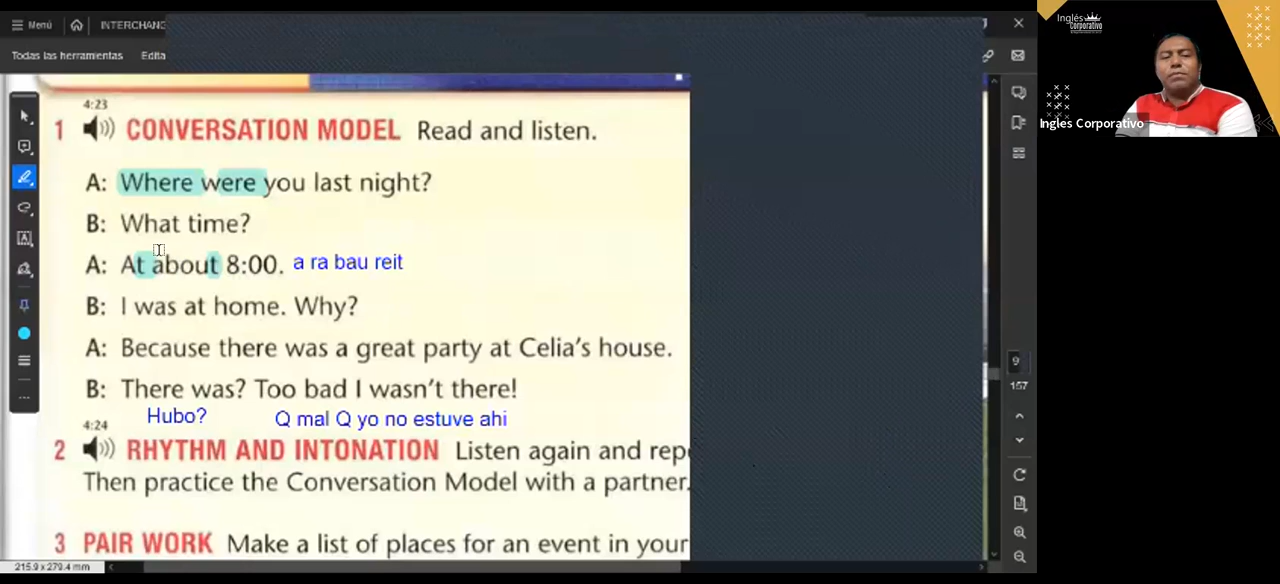 Menú
INTERCHANG
Todas las herramientas
Edita
4:23
1 CONVERSATION MODEL Read and listen.
A: Where were you last night?
B: What time?
A: At about 8:00. a ra bau reit
B: I was at home. Why?
A: Because there was a great party at Celia's house.
B: There was? Too bad I wasn't there!
Hubo? Q mal Q yo no estuve ahi
4:24
2 RHYTHM AND INTONATION Listen again and rep
Then practice the Conversation Model with a partner.
3 PAIR WORK Make a list of places for an event in your
215.9 x 279.4 mm
9
157
Inglés
Corporativo
Ingles Corporativo